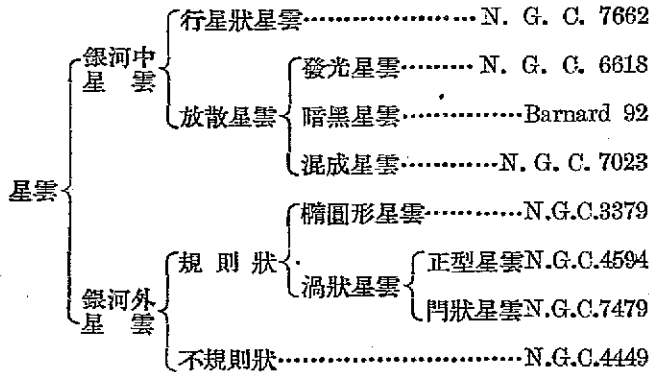 行星狀星雲……………N. G. C. 7662
銀河中
星雲
發光星雲………N. G. C. 6618
放散星雲
暗黑星雲…………Barnard 92
混成星雲………N. G. C. 7023
星雲
橢圓形星雲…………N.G.C.3379
規則狀
正型星雲N.G.C.4594
渦狀星雲
銀河外
星雲
門狀星雲N.G.C.7479
不規則狀………………N.G.C.4449